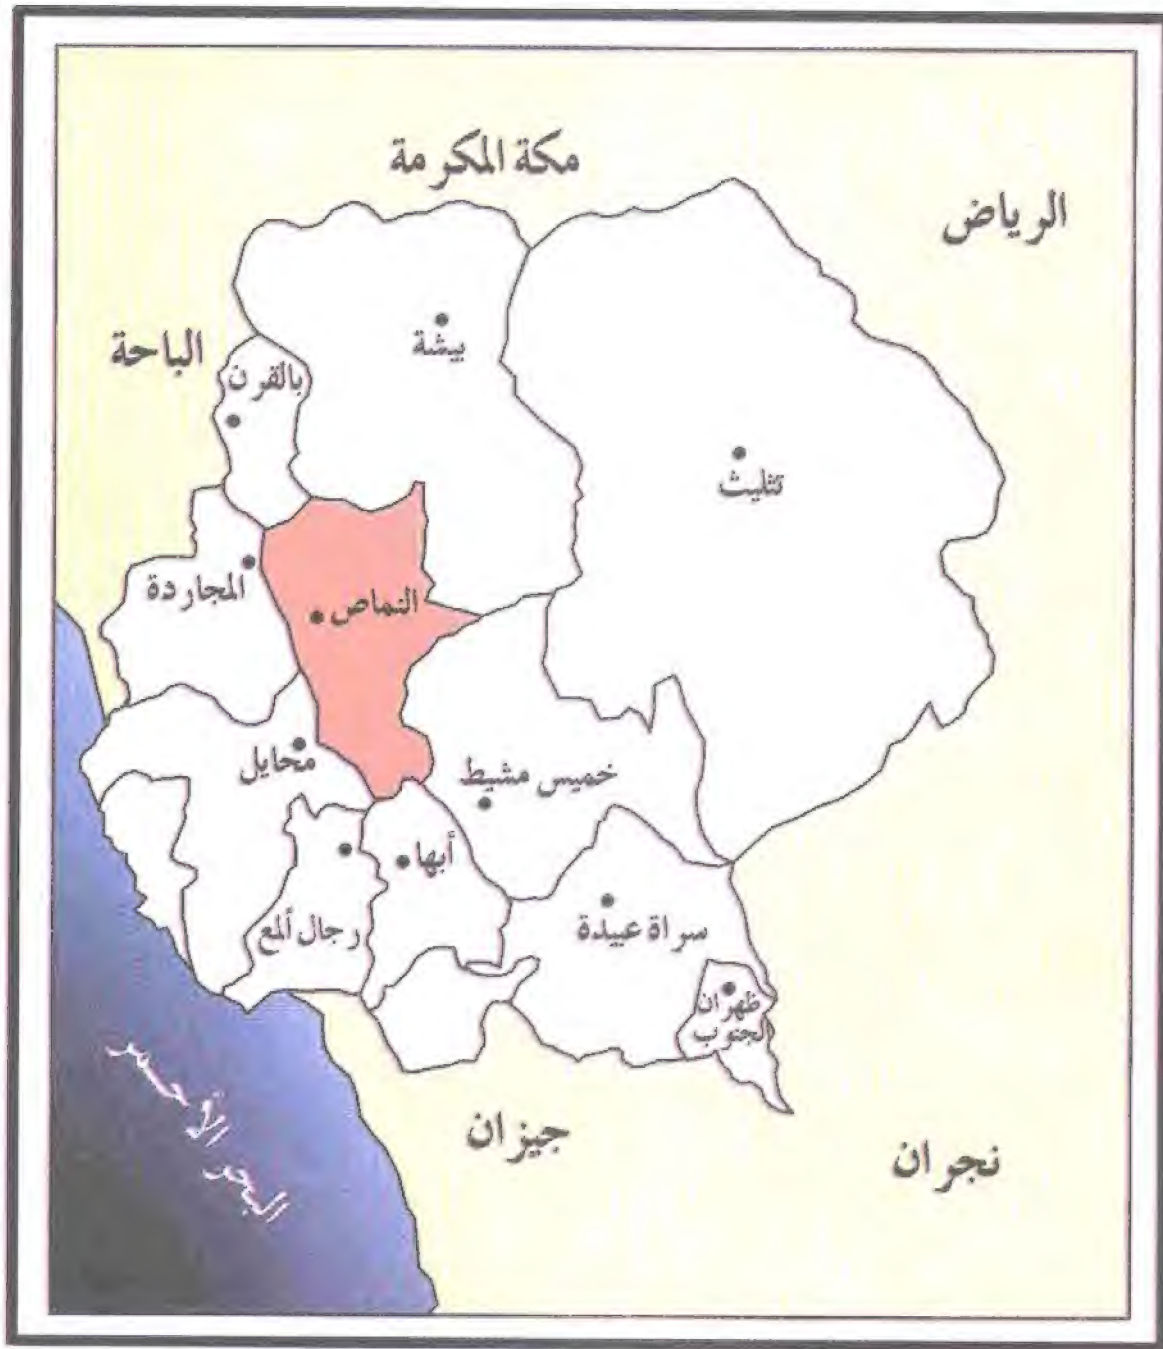 مكة المكرمة
الرياض
الباحة
بيشة
بالقرن
تثليث
المجاردة
النماص
محايل
خميس مشيط
أبها
رجال ألمع
سراة عبيدة
ظهران
الجنوب
البحر الأحمر
جيزان
نجران